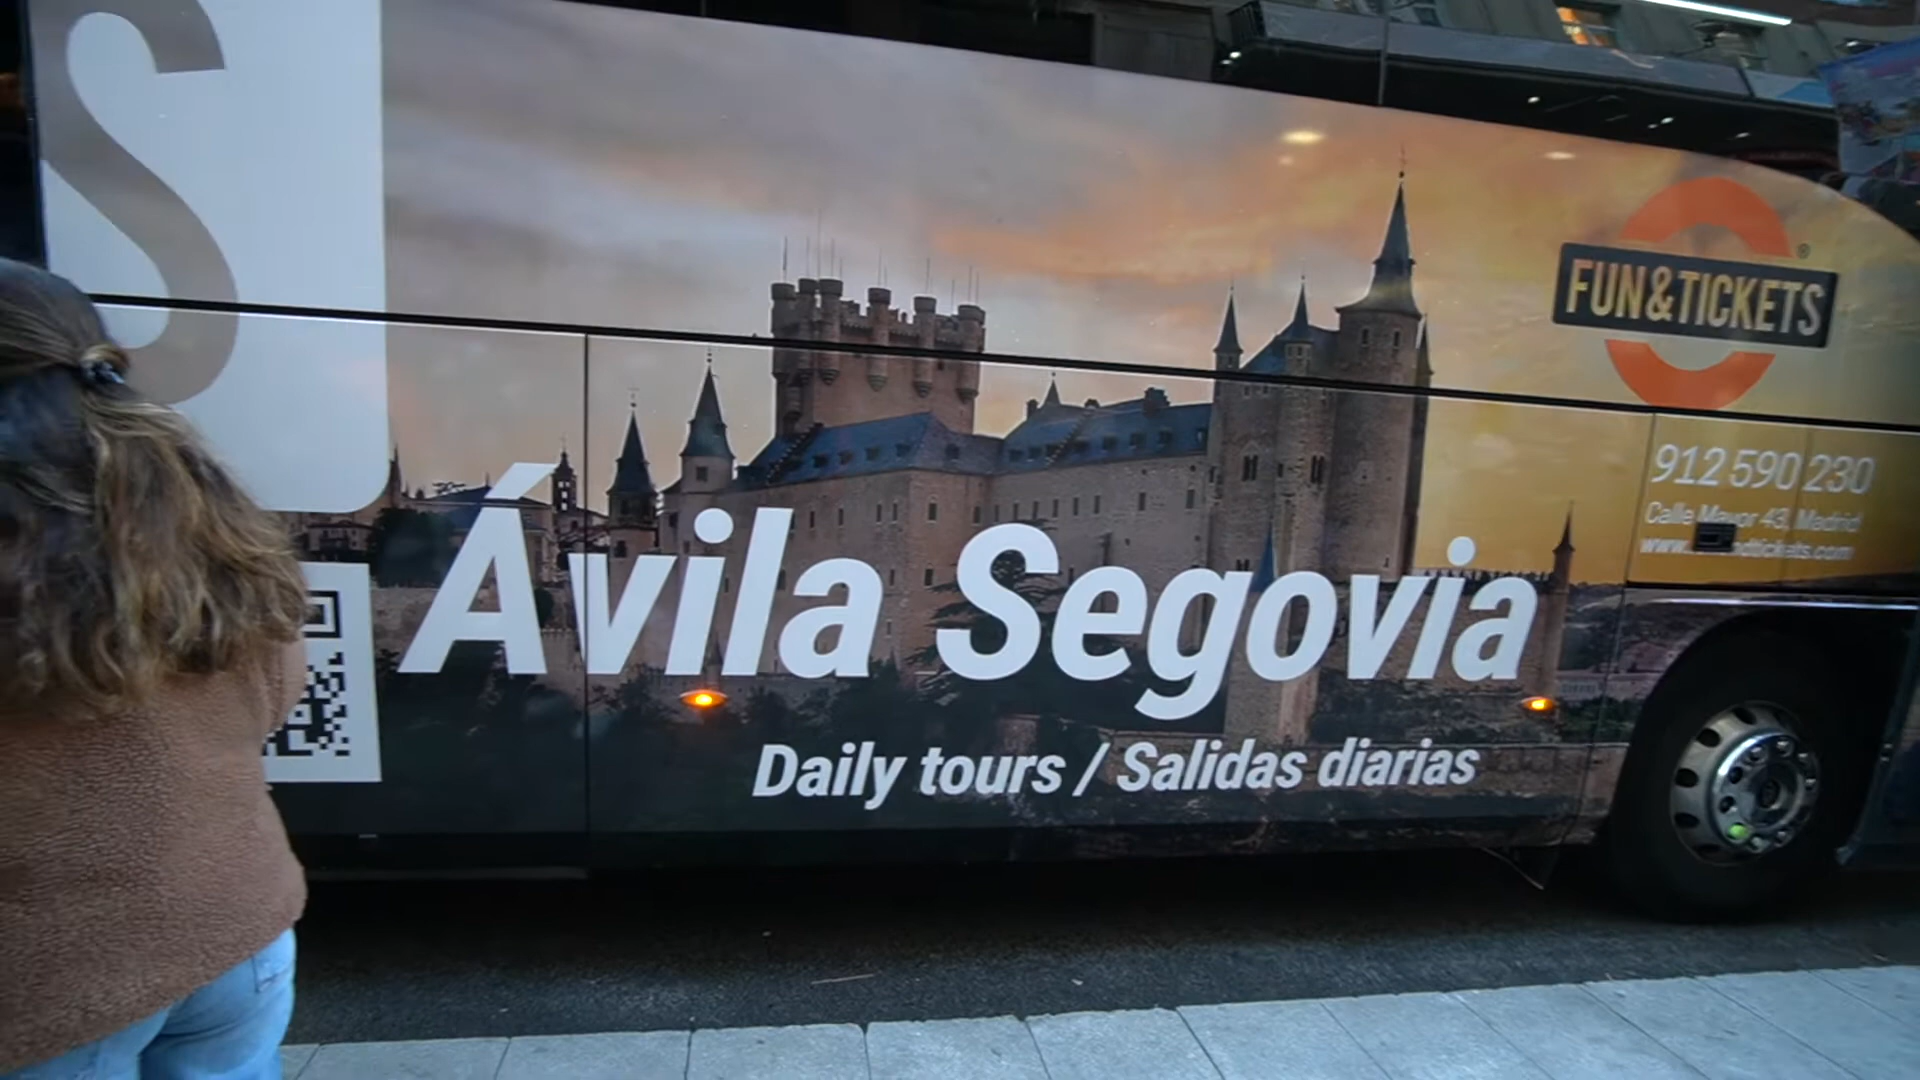 S
FUN&TICKETS®
912 590 230
Calle Mayor 43, Madrid
Ávila Segovia
Daily tours / Salidas diarias